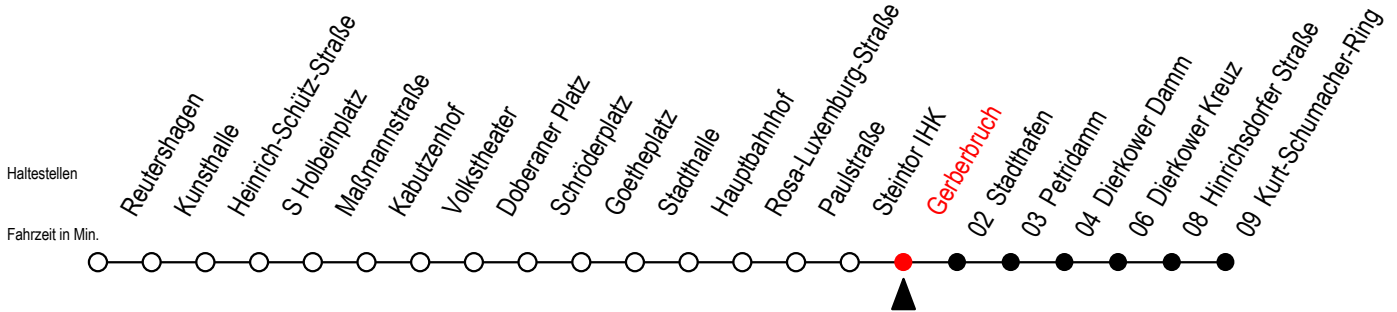 Haltestellen
Fahrzeit in Min.
Reutershagen
Kunsthalle
Heinrich-Schütz-Straße
S Holbeinplatz
Maßmannstraße
Kabutzenhof
Volkstheater
Doberaner Platz
Schröderplatz
Goetheplatz
Stadthalle
Hauptbahnhof
Rosa-Luxemburg-Straße
Paulstraße
Steintor IHK
Gerberbruch
02 Stadthafen
03 Petridamm
04 Dierkower Damm
06 Dierkower Kreuz
08 Hinrichsdorfer Straße
09 Kurt-Schumacher-Ring